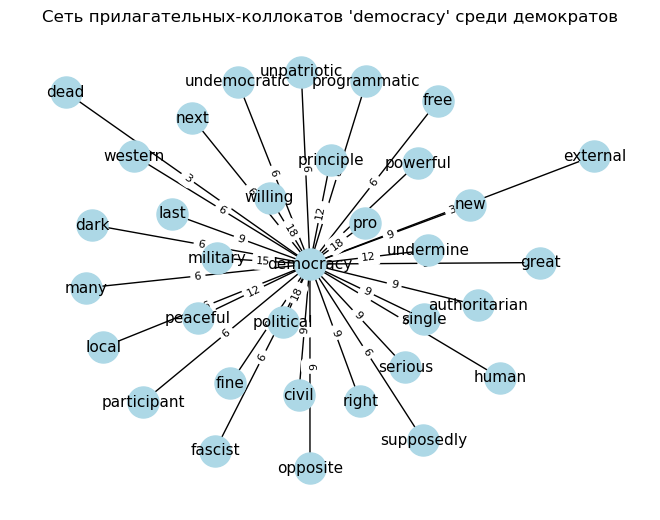 Сеть прилагательных-коллокатов 'democracy' среди демократов
unpatriotic
undemocratic
programmatic
dead
free
next
western
principle
powerful
external
3
6
6
9
6
willing
12
6
new
3
last
18
pro
dark
9
18
9
6
undermine
military
15
democracy
12
great
many
6
9
authoritarian
12
18
9
peaceful
political
single
local
6
9
9
9
6
6
9
serious
human
fine
civil
right
participant
supposedly
fascist
opposite